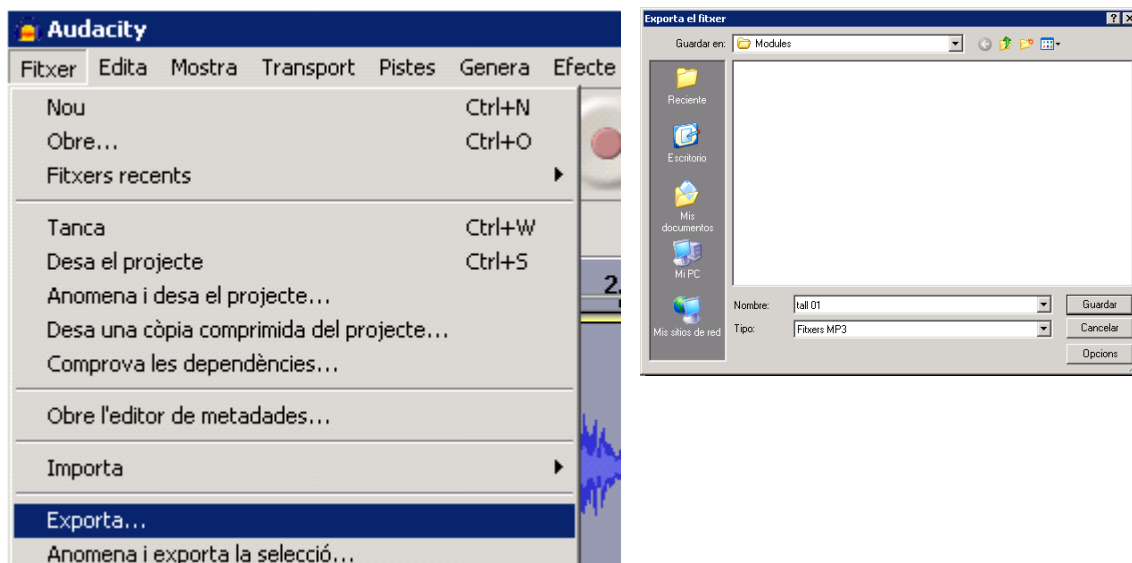 Audacity
Fitxer Edita Mostra Transport Pistes Genera Efecte
Nou Ctrl+N
Obre... Ctrl+O
Fitxers recents
Tanca Ctrl+W
Desa el projecte Ctrl+S
Anomena i desa el projecte...
Desa una còpia comprimida del projecte...
Comprova les dependències...
Obre l'editor de metadades...
Importa
Exporta...
Anomena i exporta la selecció...
2
Exporta el fitxer
Guardar en: Modules
Reciente
Escritorio
Mis
documentos
Mi PC
Mis sitios de red
Nombre: tall 01 Guardar
Tipo: Fitxers MP3 Cancelar
Opcions